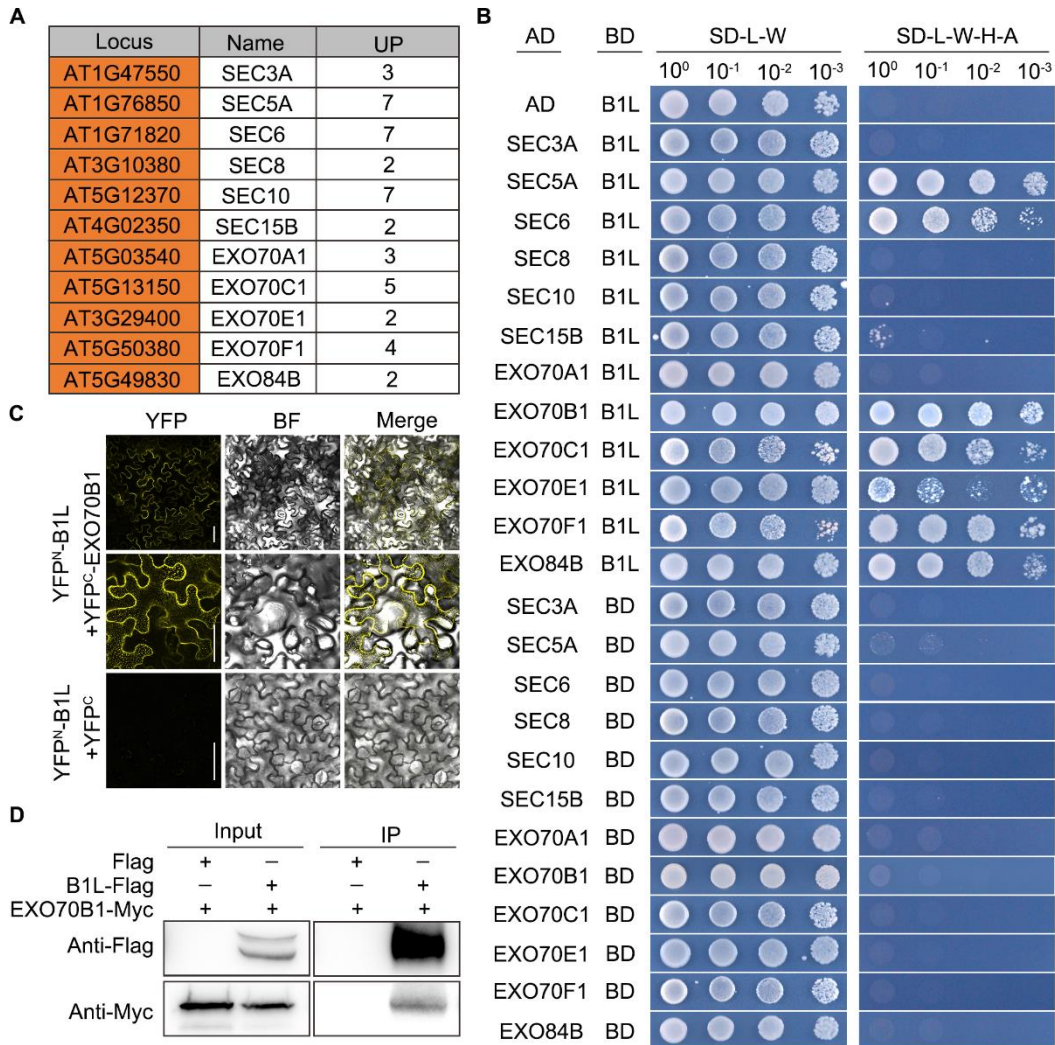 A
Locus Name UP
AT1G47550 SEC3A 3
AT1G76850 SEC5A 7
AT1G71820 SEC6 7
AT3G10380 SEC8 2
AT5G12370 SEC10 7
AT4G02350 SEC15B 2
AT5G03540 EXO70A1 3
AT5G13150 EXO70C1 5
AT3G29400 EXO70E1 2
AT5G50380 EXO70F1 4
AT5G49830 EXO84B 2
B
AD BD SD-L-W SD-L-W-H-A
10⁰ 10⁻¹ 10⁻² 10⁻³ 10⁰ 10⁻¹ 10⁻² 10⁻³
AD B1L
SEC3A B1L
SEC5A B1L
SEC6 B1L
SEC8 B1L
SEC10 B1L
SEC15B B1L
EXO70A1 B1L
EXO70B1 B1L
EXO70C1 B1L
EXO70E1 B1L
EXO70F1 B1L
EXO84B B1L
SEC3A BD
SEC5A BD
SEC6 BD
SEC8 BD
SEC10 BD
SEC15B BD
EXO70A1 BD
EXO70B1 BD
EXO70C1 BD
EXO70E1 BD
EXO70F1 BD
EXO84B BD
C
YFP BF Merge
YFPᴺ-B1L
+YFPᶜ-EXO70B1
YFPᴺ-B1L
+YFPᶜ
D
Input IP
Flag + − + −
B1L-Flag − + − +
EXO70B1-Myc + + + +
Anti-Flag
Anti-Myc